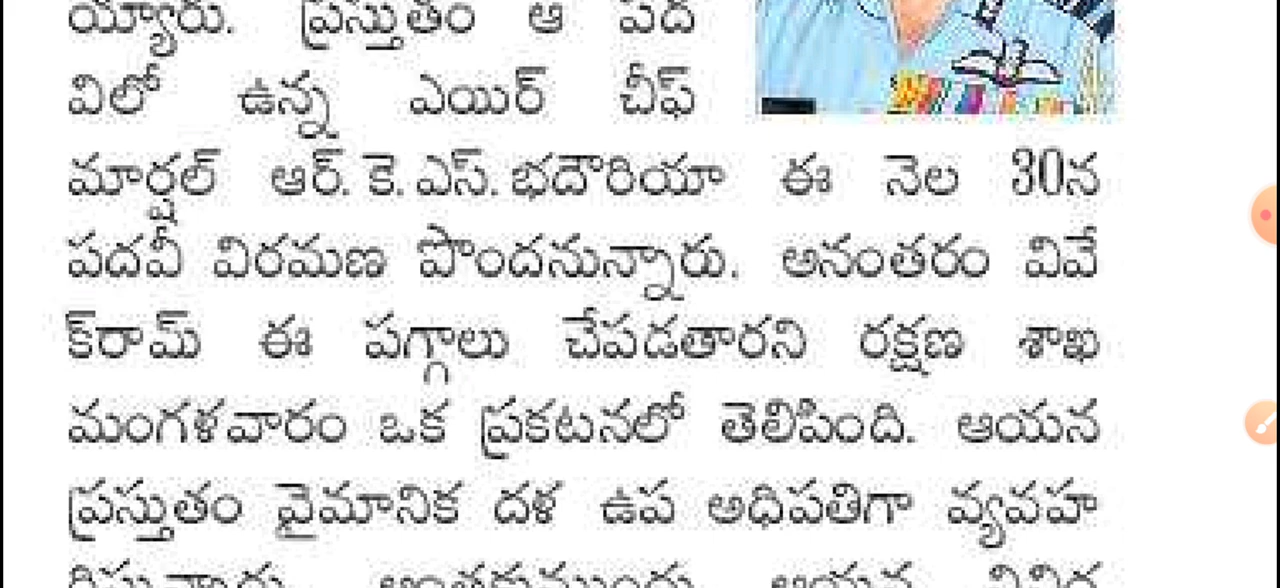 య్యారు. ప్రస్తుతం ఆ పద
విలో ఉన్న ఎయిర్ చీఫ్
మార్షల్ ఆర్. కె. ఎస్. భదౌరియా ఈ నెల 30న
పదవీ విరమణ పొందనున్నారు. అనంతరం వివే
క్‌రామ్ ఈ పగ్గాలు చేపడతారని రక్షణ శాఖ
మంగళవారం ఒక ప్రకటనలో తెలిపింది. ఆయన
ప్రస్తుతం వైమానిక దళ ఉప అధిపతిగా వ్యవహ